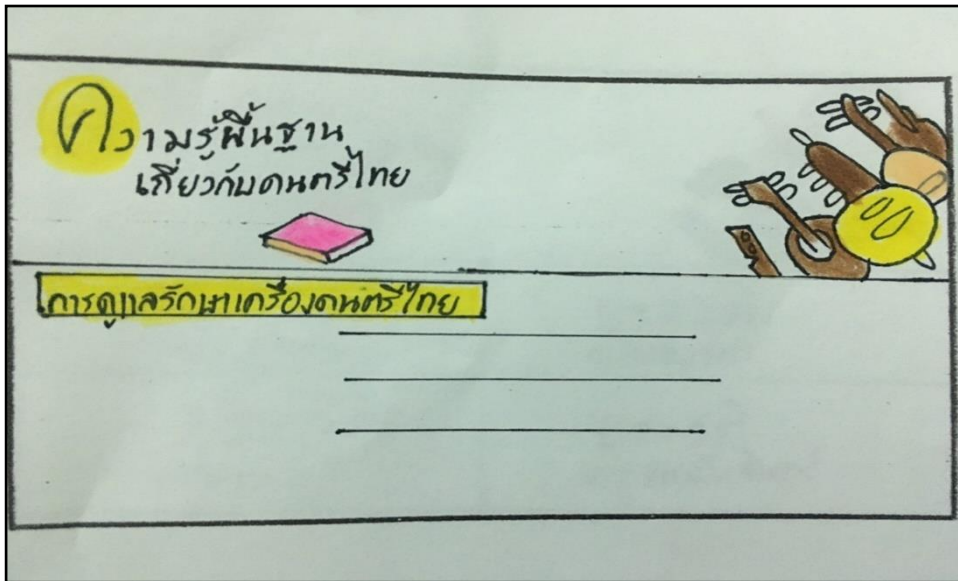 ความรู้พื้นฐาน
เกี่ยวกับดนตรีไทย
การดูแลรักษาเครื่องดนตรีไทย